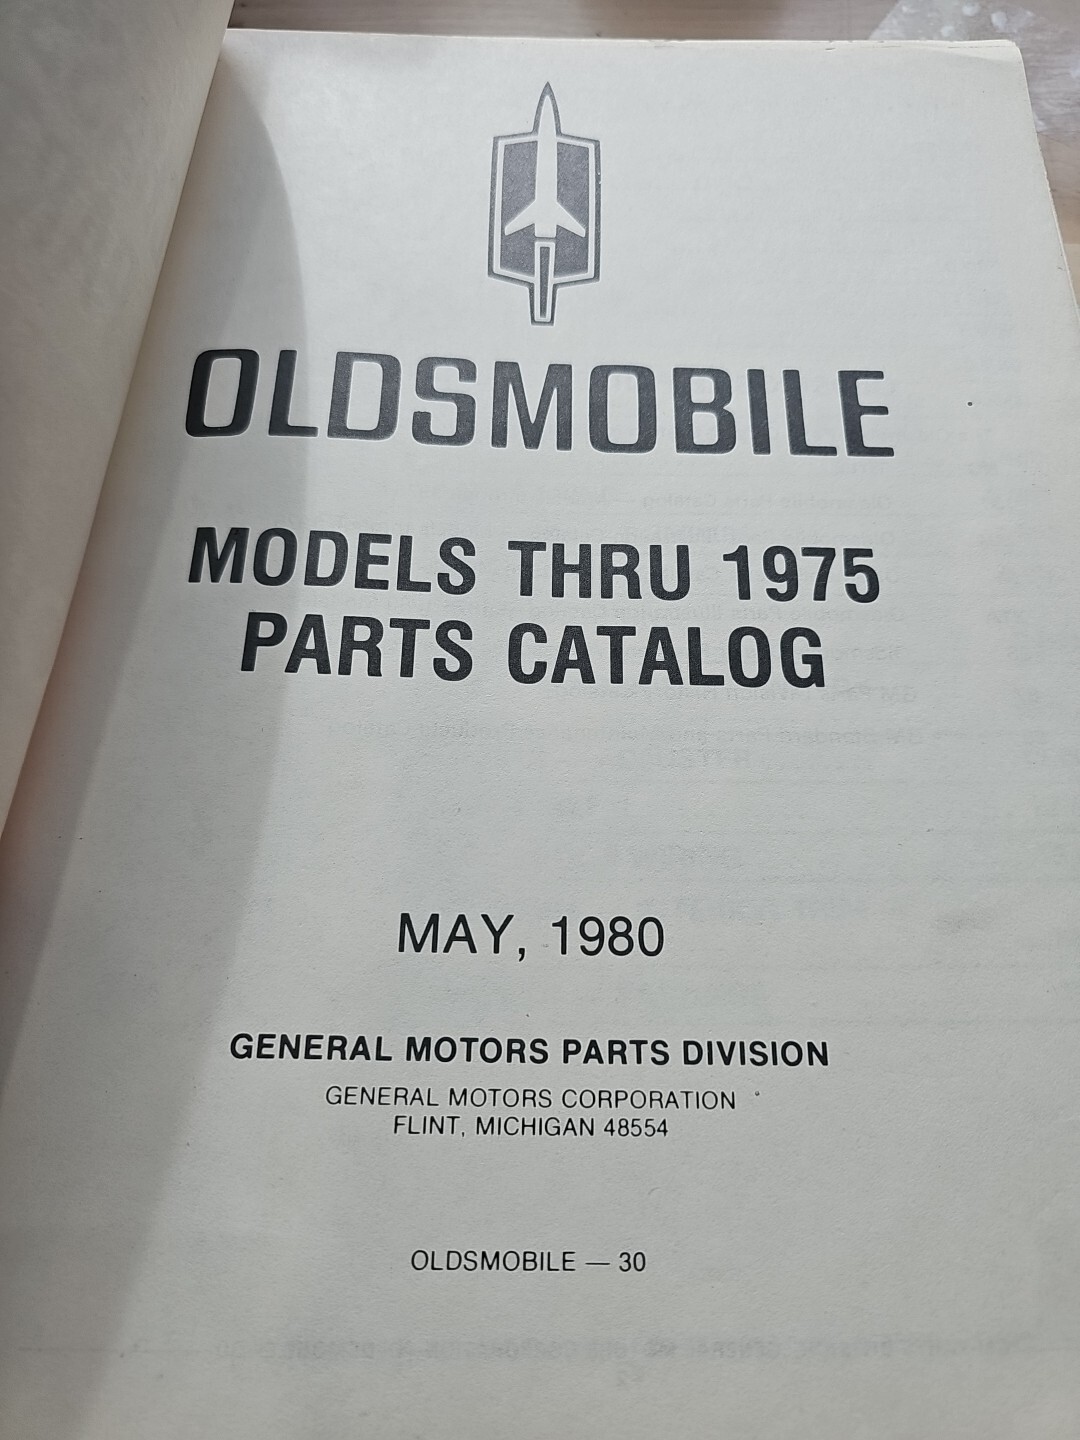 OLDSMOBILE
MODELS THRU 1975
PARTS CATALOG
MAY, 1980
GENERAL MOTORS PARTS DIVISION
GENERAL MOTORS CORPORATION
FLINT, MICHIGAN 48554
OLDSMOBILE — 30